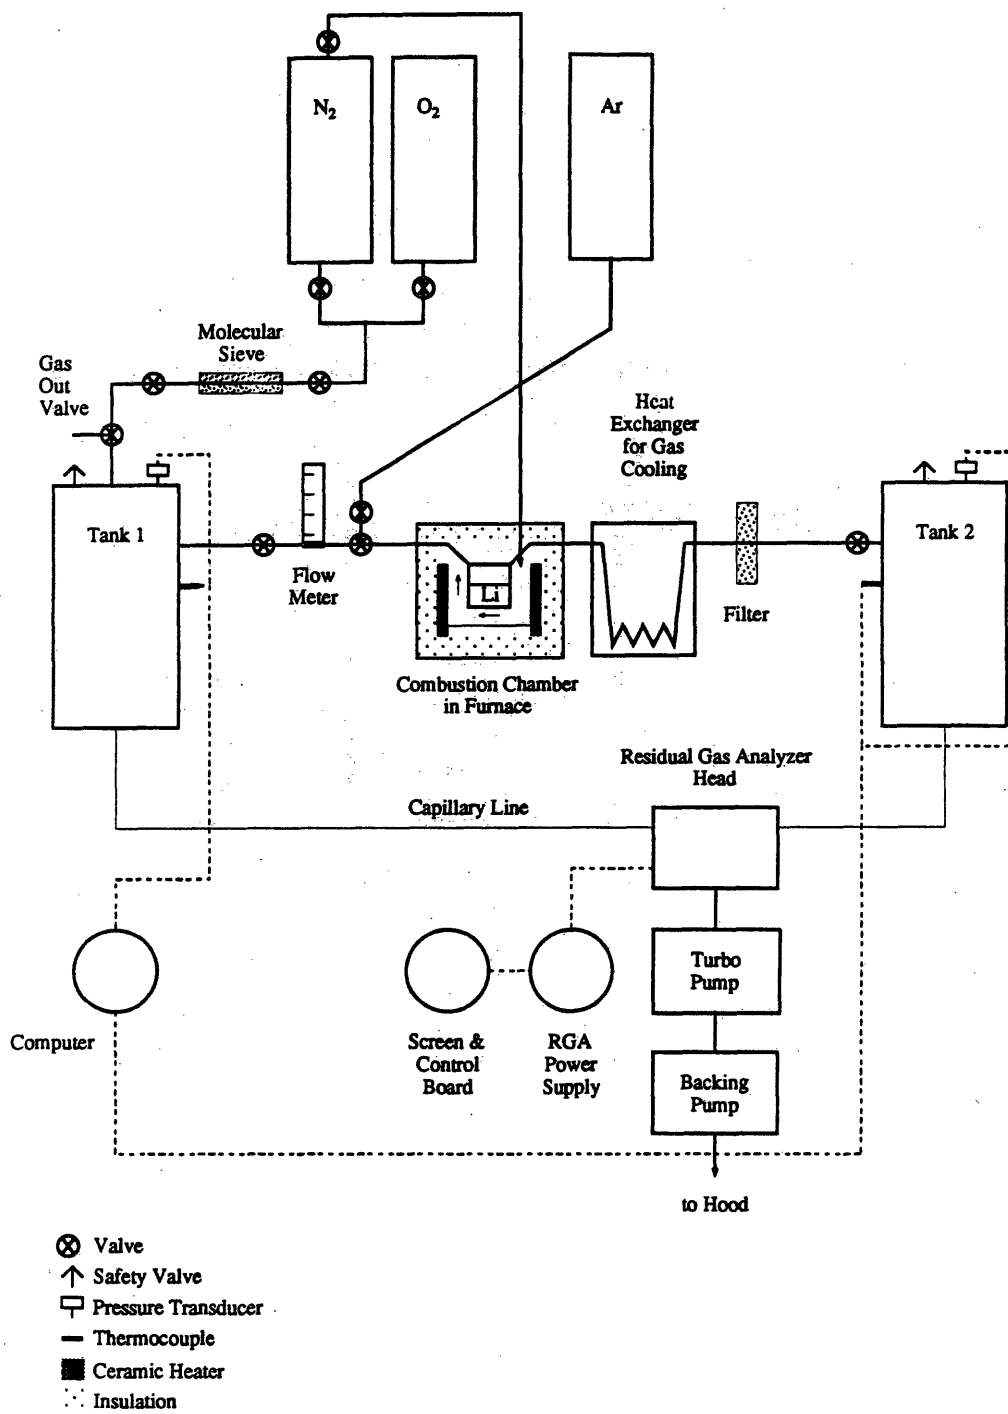 N2
O2
Ar
Molecular
Sieve
Gas
Out
Valve
Heat
Exchanger
for Gas
Cooling
Tank 1
Tank 2
Flow
Meter
Li
Filter
Combustion Chamber
in Furnace
Residual Gas Analyzer
Head
Capillary Line
Turbo
Pump
Computer
Screen &
Control
Board
RGA
Power
Supply
Backing
Pump
to Hood
Valve
Safety Valve
Pressure Transducer
Thermocouple
Ceramic Heater
Insulation